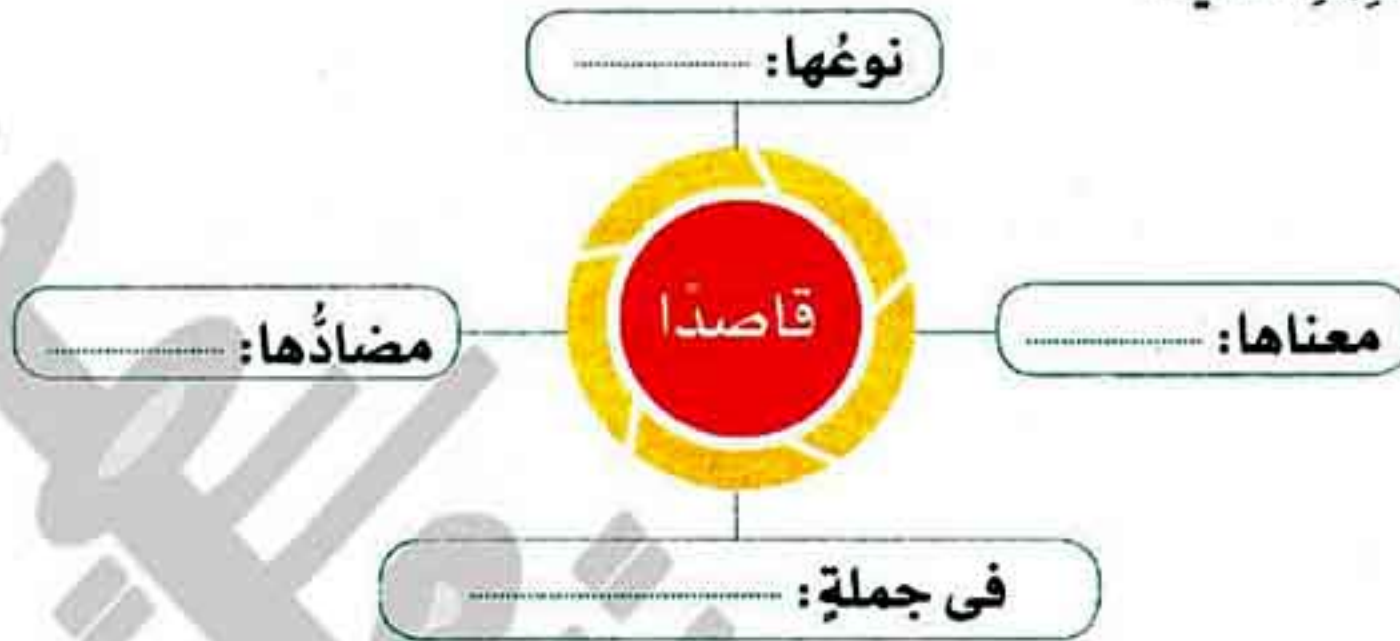 نوعُها: ..................
معناها: ..................
قاصدًا
مضادُّها: ..................
فى جملةٍ: ..................